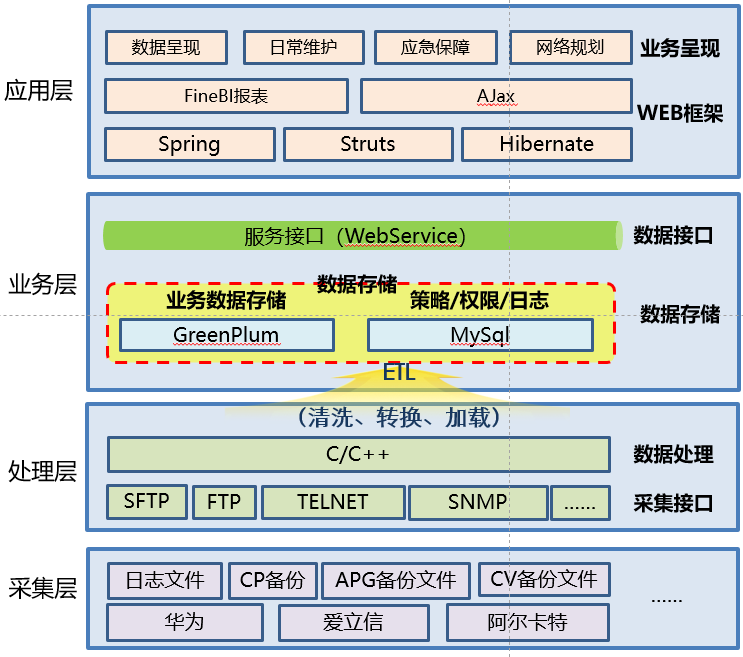 应用层
数据呈现 日常维护 应急保障 网络规划 业务呈现
FineBI报表 AJax WEB框架
Spring Struts Hibernate
业务层
服务接口（WebService） 数据接口
数据存储
业务数据存储 策略/权限/日志 数据存储
GreenPlum MySql
ETL
（清洗、转换、加载）
处理层
C/C++ 数据处理
SFTP FTP TELNET SNMP …… 采集接口
采集层
日志文件 CP备份 APG备份文件 CV备份文件 ……
华为 爱立信 阿尔卡特